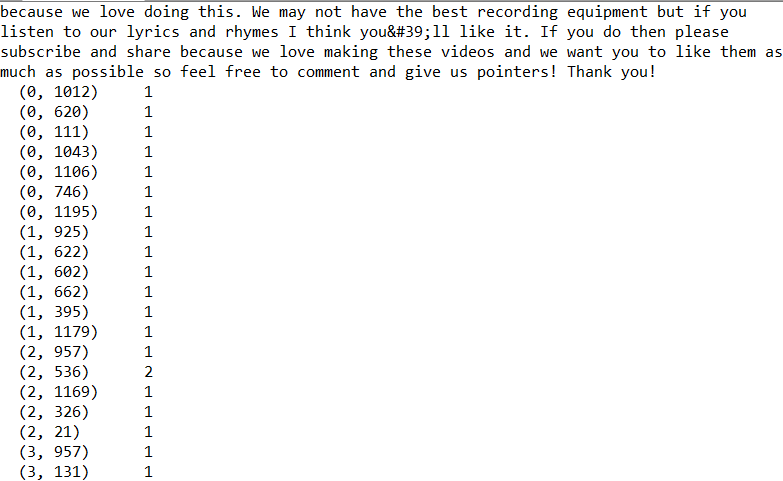 because we love doing this. We may not have the best recording equipment but if you
listen to our lyrics and rhymes I think you&#39;ll like it. If you do then please
subscribe and share because we love making these videos and we want you to like them as
much as possible so feel free to comment and give us pointers! Thank you!
(0, 1012) 1
(0, 620) 1
(0, 111) 1
(0, 1043) 1
(0, 1106) 1
(0, 746) 1
(0, 1195) 1
(1, 925) 1
(1, 622) 1
(1, 602) 1
(1, 662) 1
(1, 395) 1
(1, 1179) 1
(2, 957) 1
(2, 536) 2
(2, 1169) 1
(2, 326) 1
(2, 21) 1
(3, 957) 1
(3, 131) 1